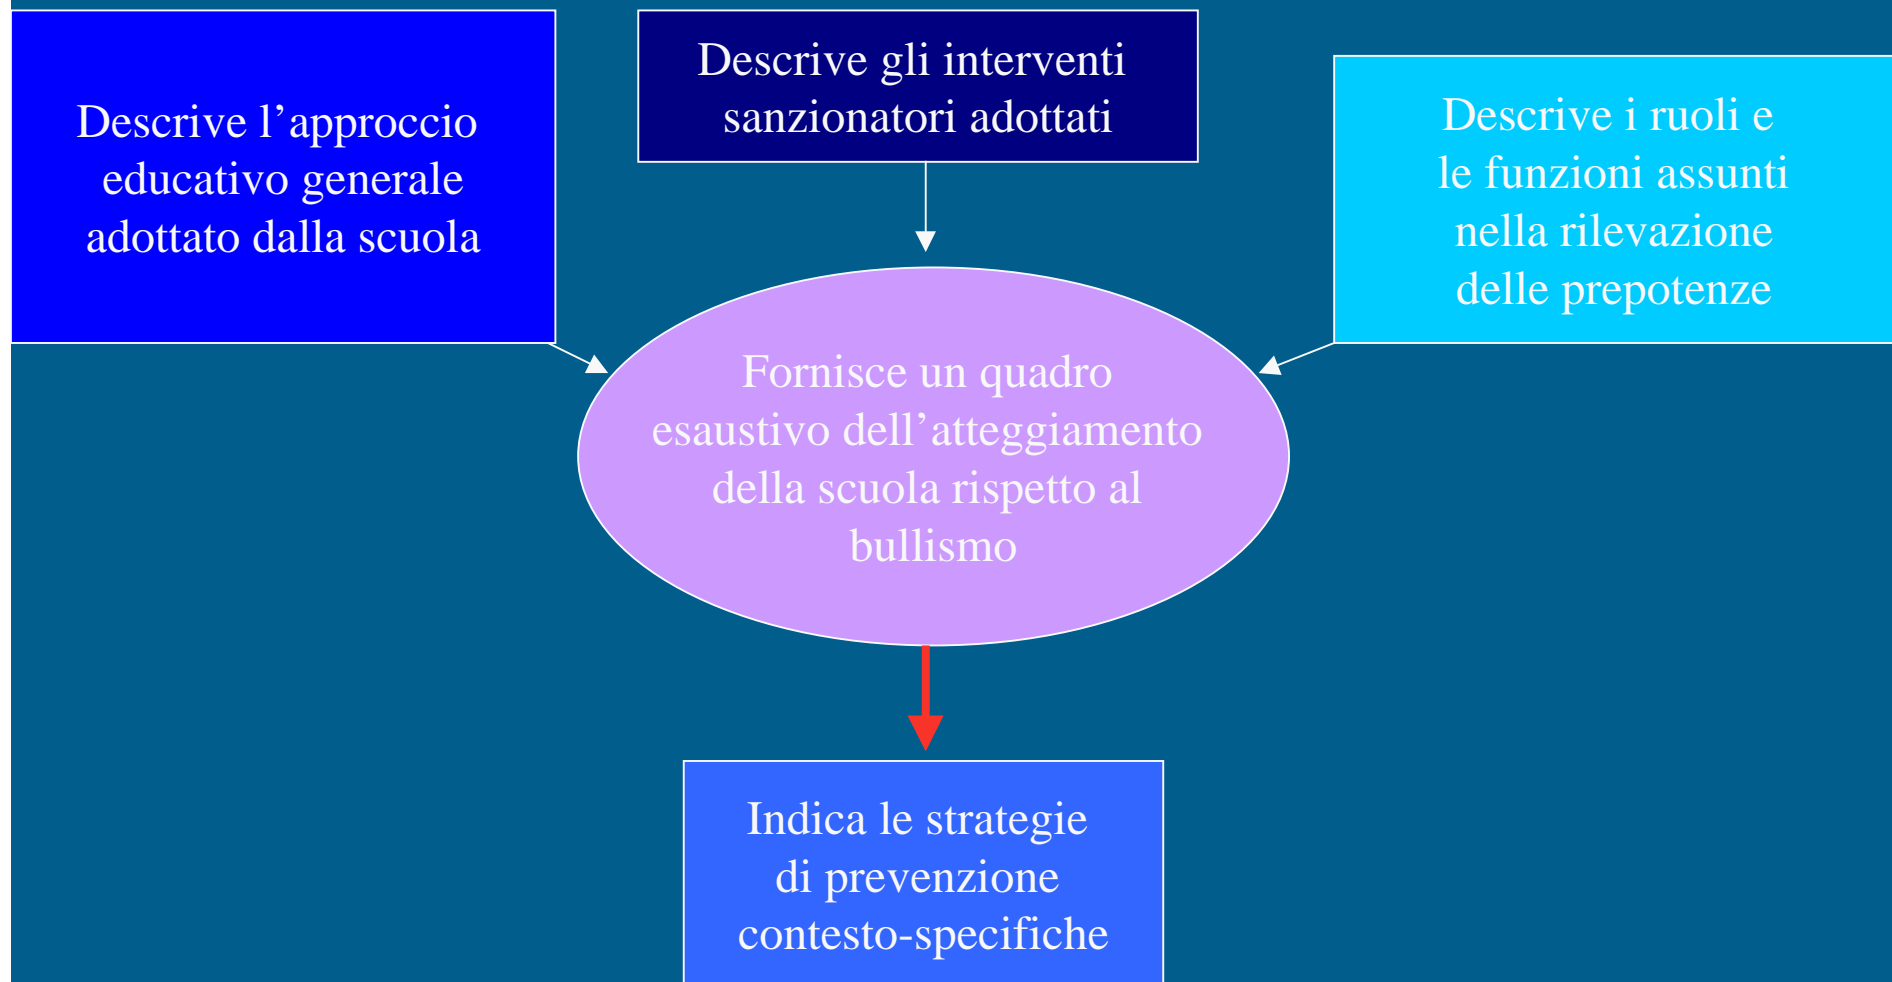 Descrive l’approccio
educativo generale
adottato dalla scuola
Descrive gli interventi
sanzionatori adottati
Descrive i ruoli e
le funzioni assunti
nella rilevazione
delle prepotenze
Fornisce un quadro
esaustivo dell’atteggiamento
della scuola rispetto al
bullismo
Indica le strategie
di prevenzione
contesto-specifiche